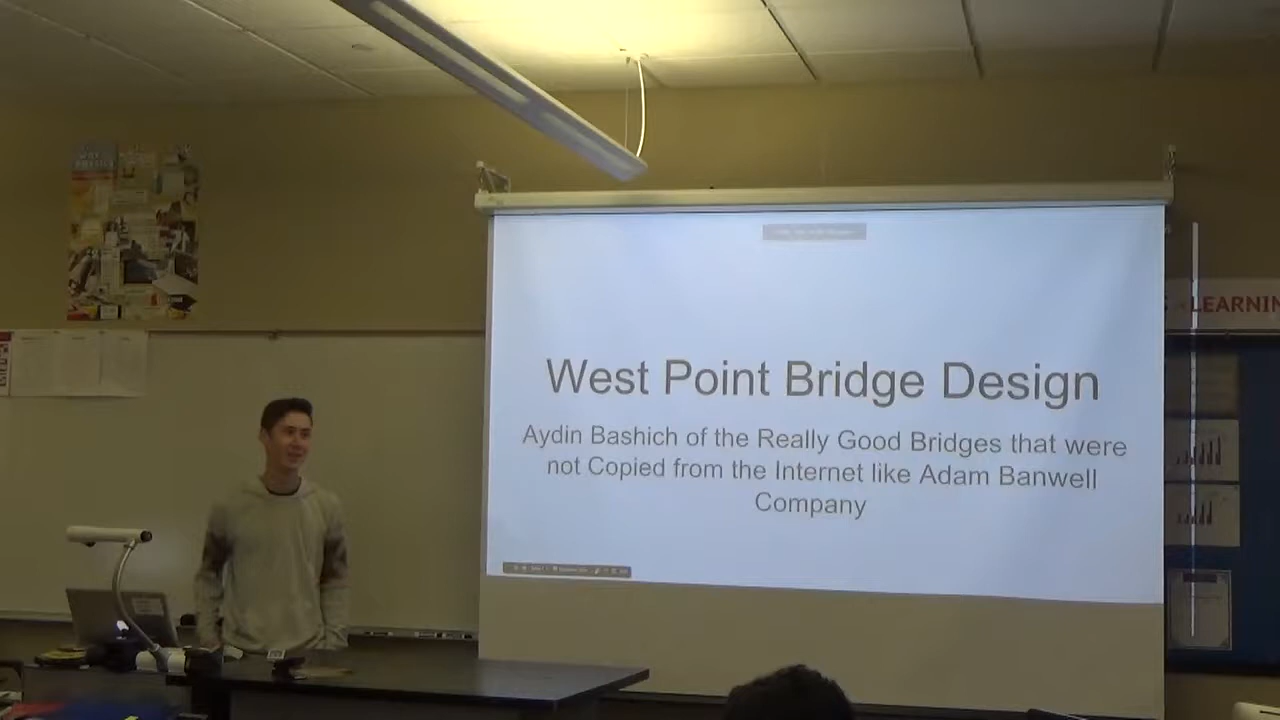 West Point Bridge Design
Aydin Bashich of the Really Good Bridges that were
not Copied from the Internet like Adam Banwell
Company
LEARNIN